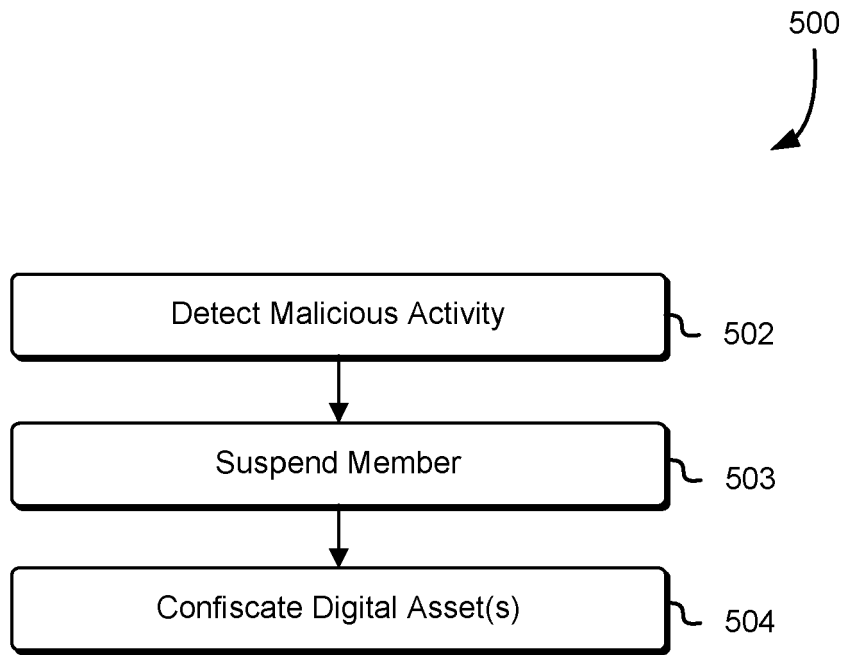 500
Detect Malicious Activity
502
Suspend Member
503
Confiscate Digital Asset(s)
504